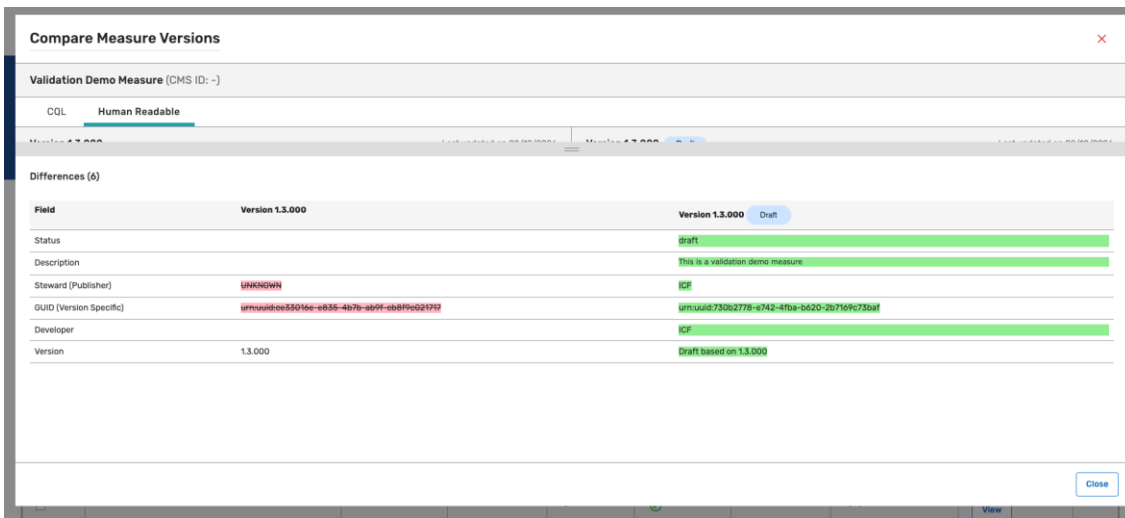 Compare Measure Versions
Validation Demo Measure (CMS ID: -)
CQL Human Readable
Differences (6)
Field Version 1.3.000 Version 1.3.000 Draft
Status draft
Description This is a validation demo measure
Steward (Publisher) UNKNOWN ICF
GUID (Version Specific) urn:uuid:ee33016e-e835-4b7b-ab9f-eb8f9e021717 urn:uuid:730b2778-e742-4fba-b620-2b7169c73baf
Developer ICF
Version 1.3.000 Draft based on 1.3.000
Close
View